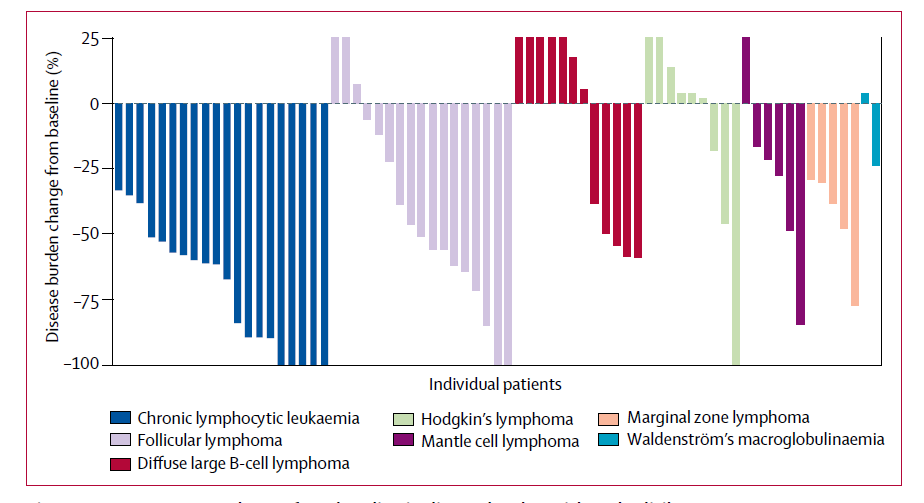 Disease burden change from baseline (%)
25
0
–25
–50
–75
–100
Individual patients
Chronic lymphocytic leukaemia
Follicular lymphoma
Diffuse large B-cell lymphoma
Hodgkin's lymphoma
Mantle cell lymphoma
Marginal zone lymphoma
Waldenström's macroglobulinaemia